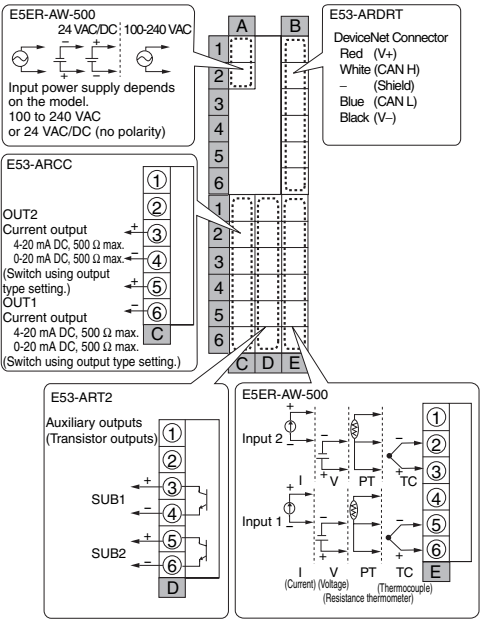 E5ER-AW-500
24 VAC/DC 100-240 VAC
− −
+ +
Input power supply depends
on the model.
100 to 240 VAC
or 24 VAC/DC (no polarity)
A B
1
2
3
4
5
6
1
2
3
4
5
6
C D E
E53-ARDRT
DeviceNet Connector
Red (V+)
White (CAN H)
– (Shield)
Blue (CAN L)
Black (V–)
E53-ARCC
1
2
OUT2
Current output
+ 3
4-20 mA DC, 500 Ω max.
0-20 mA DC, 500 Ω max. − 4
(Switch using output
type setting.) + 5
OUT1
− 6
Current output
4-20 mA DC, 500 Ω max. C
0-20 mA DC, 500 Ω max.
(Switch using output type setting.)
E53-ART2
Auxiliary outputs
(Transistor outputs) 1
2
+ 3
SUB1
− 4
+ 5
SUB2
− 6
D
E5ER-AW-500
Input 2
+ − −
− + +
I V PT TC
Input 1
+ − −
− + +
I V PT TC
(Current) (Voltage) (Thermocouple)
(Resistance thermometer)
1
2
3
4
5
6
E